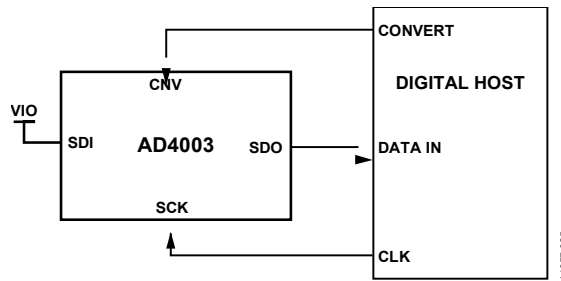 CONVERT
DIGITAL HOST
CNV
VIO
SDI
AD4003
SDO
DATA IN
SCK
CLK